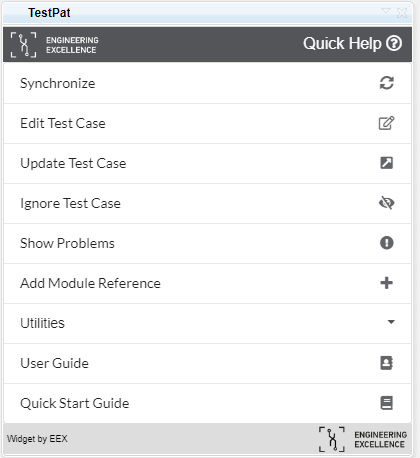 TestPat
ENGINEERING
EXCELLENCE
Quick Help
Synchronize
Edit Test Case
Update Test Case
Ignore Test Case
Show Problems
Add Module Reference
Utilities
User Guide
Quick Start Guide
Widget by EEX
ENGINEERING
EXCELLENCE